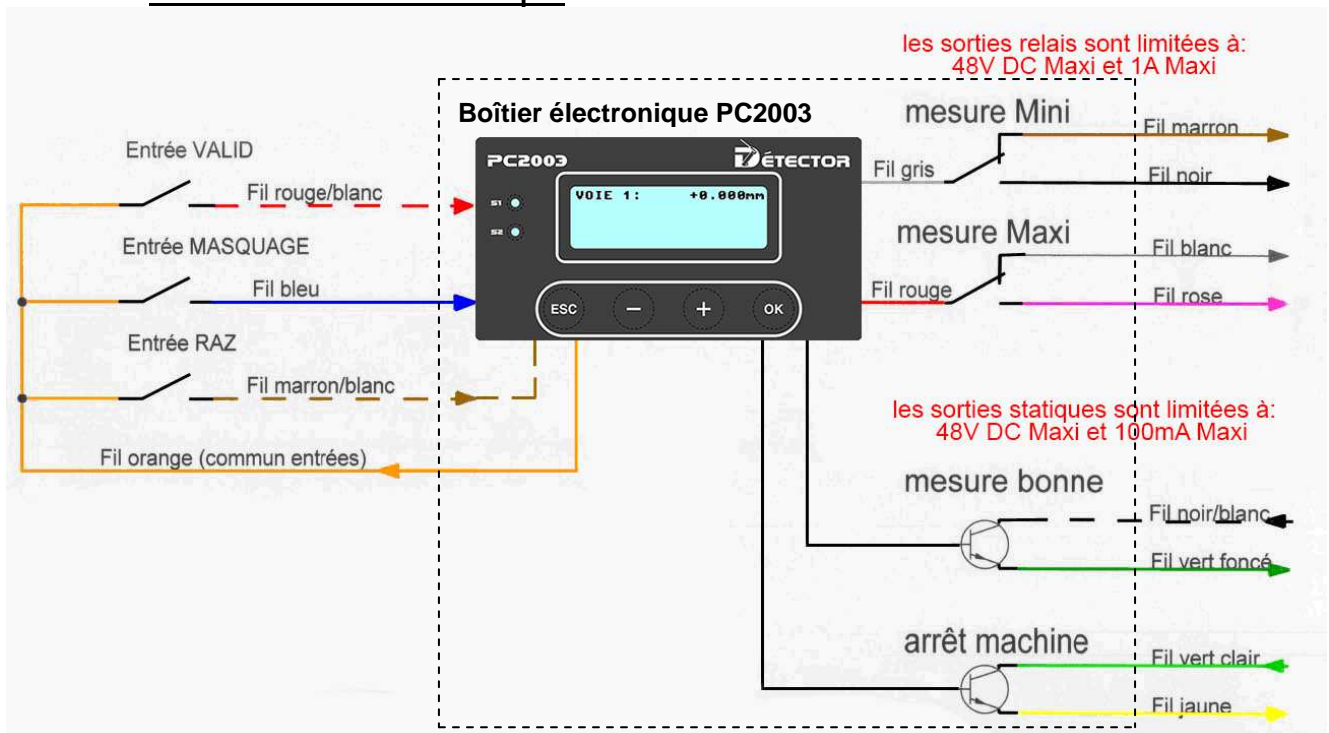 les sorties relais sont limitées à:
48V DC Maxi et 1A Maxi
Boîtier électronique PC2003
mesure Mini
Fil marron
Entrée VALID
PC2003
DÉTECTOR
Fil gris
Fil noir
Fil rouge/blanc
VOIE 1: +0.000mm
S1
S2
mesure Maxi
Fil blanc
Entrée MASQUAGE
Fil bleu
Fil rouge
Fil rose
ESC
-
+
OK
Entrée RAZ
Fil marron/blanc
les sorties statiques sont limitées à:
48V DC Maxi et 100mA Maxi
Fil orange (commun entrées)
mesure bonne
Fil noir/blanc
Fil vert foncé
arrêt machine
Fil vert clair
Fil jaune